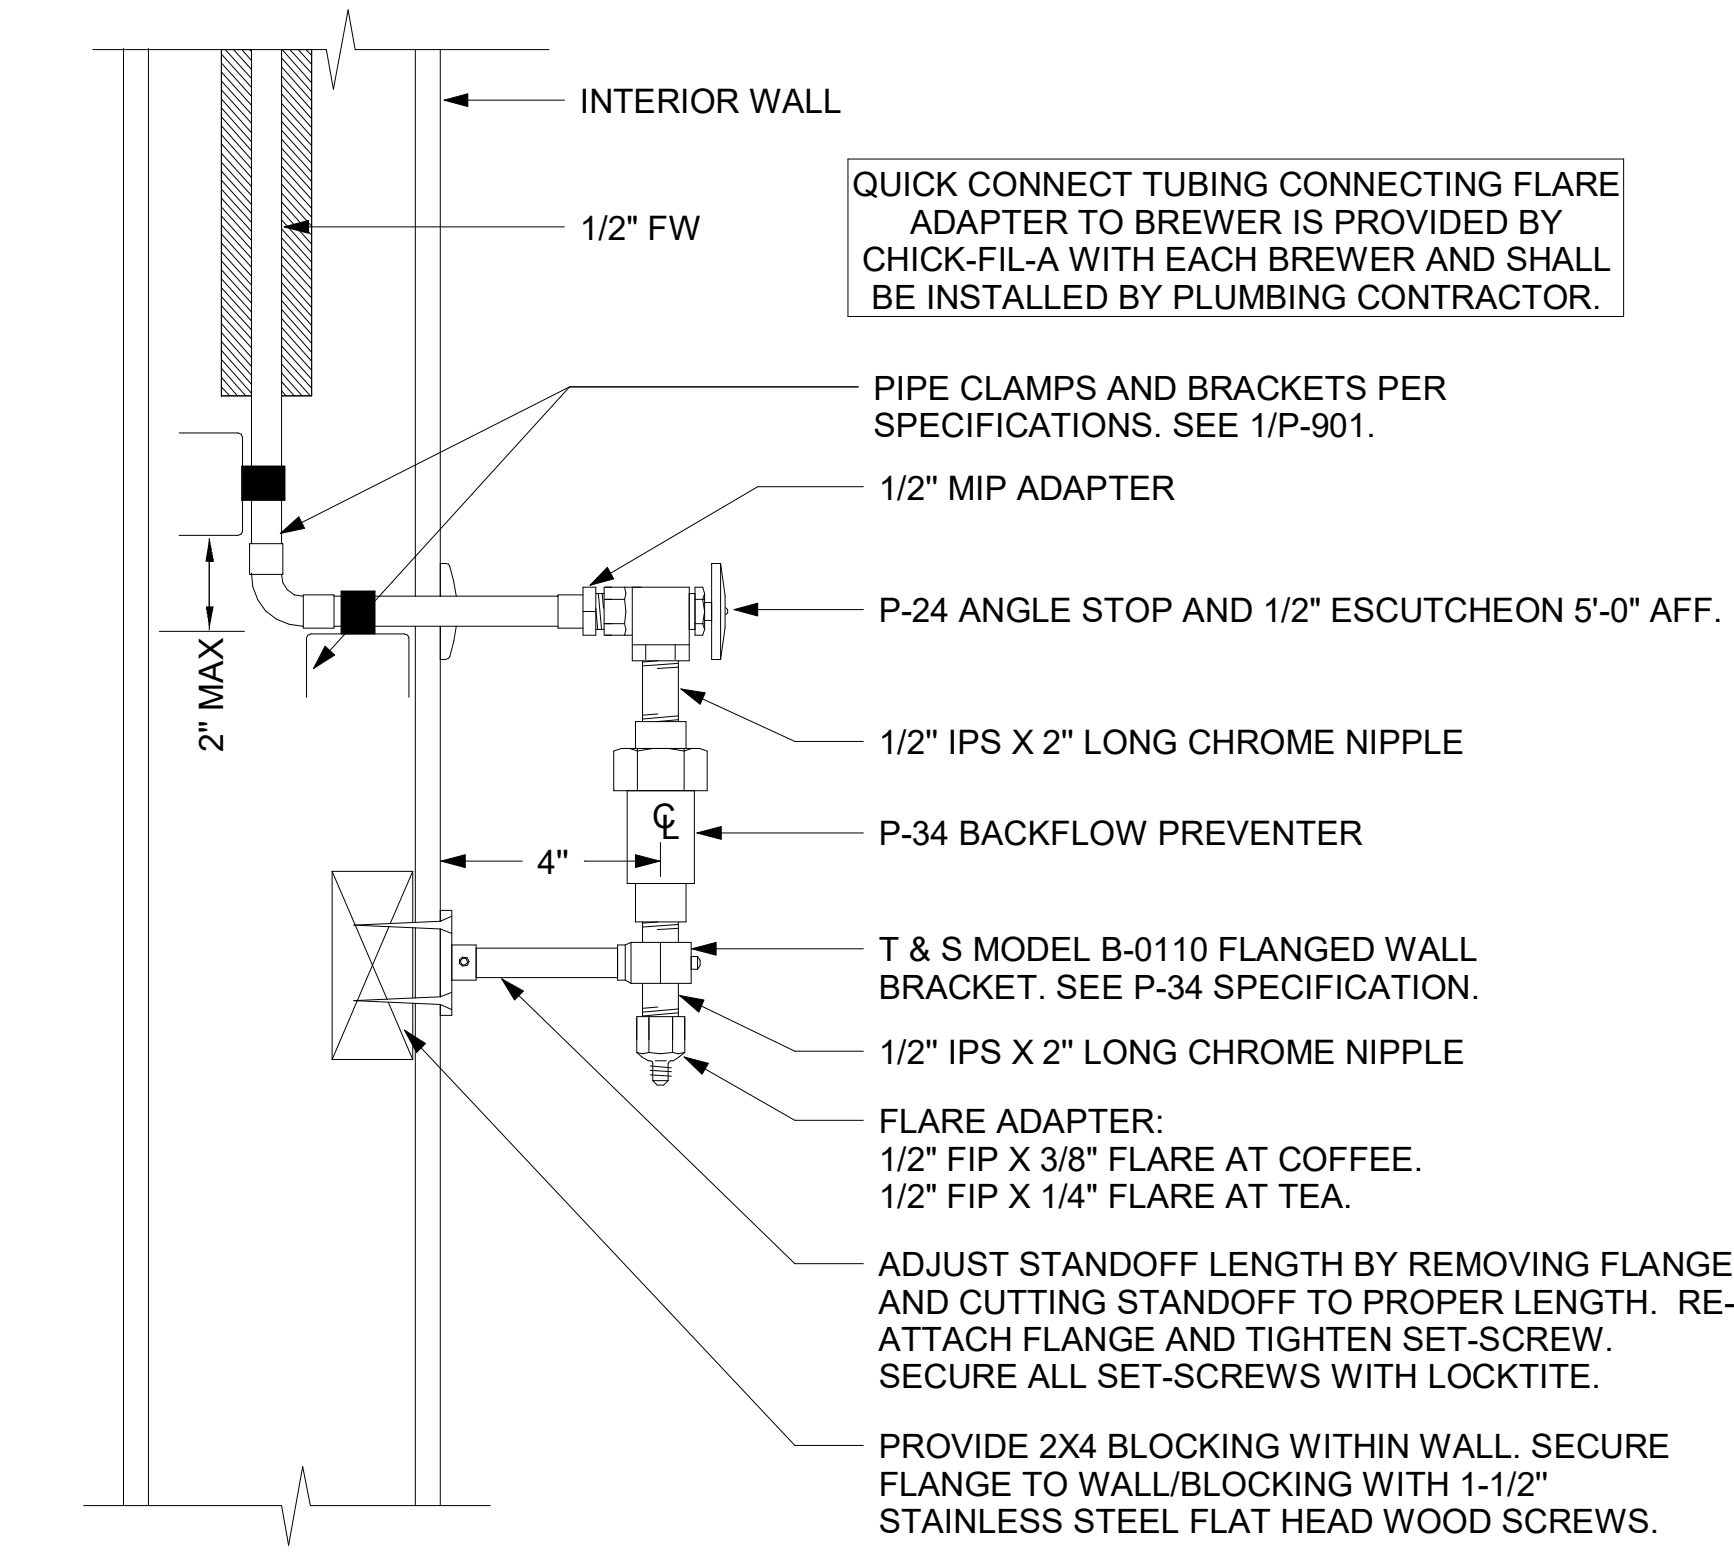 INTERIOR WALL
1/2" FW
QUICK CONNECT TUBING CONNECTING FLARE
ADAPTER TO BREWER IS PROVIDED BY
CHICK-FIL-A WITH EACH BREWER AND SHALL
BE INSTALLED BY PLUMBING CONTRACTOR.
PIPE CLAMPS AND BRACKETS PER
SPECIFICATIONS. SEE 1/P-901.
1/2" MIP ADAPTER
P-24 ANGLE STOP AND 1/2" ESCUTCHEON 5'-0" AFF.
2" MAX
1/2" IPS X 2" LONG CHROME NIPPLE
CL
P-34 BACKFLOW PREVENTER
4"
T & S MODEL B-0110 FLANGED WALL
BRACKET. SEE P-34 SPECIFICATION.
1/2" IPS X 2" LONG CHROME NIPPLE
FLARE ADAPTER:
1/2" FIP X 3/8" FLARE AT COFFEE.
1/2" FIP X 1/4" FLARE AT TEA.
ADJUST STANDOFF LENGTH BY REMOVING FLANGE
AND CUTTING STANDOFF TO PROPER LENGTH.  RE-
ATTACH FLANGE AND TIGHTEN SET-SCREW.
SECURE ALL SET-SCREWS WITH LOCKTITE.
PROVIDE 2X4 BLOCKING WITHIN WALL. SECURE
FLANGE TO WALL/BLOCKING WITH 1-1/2"
STAINLESS STEEL FLAT HEAD WOOD SCREWS.